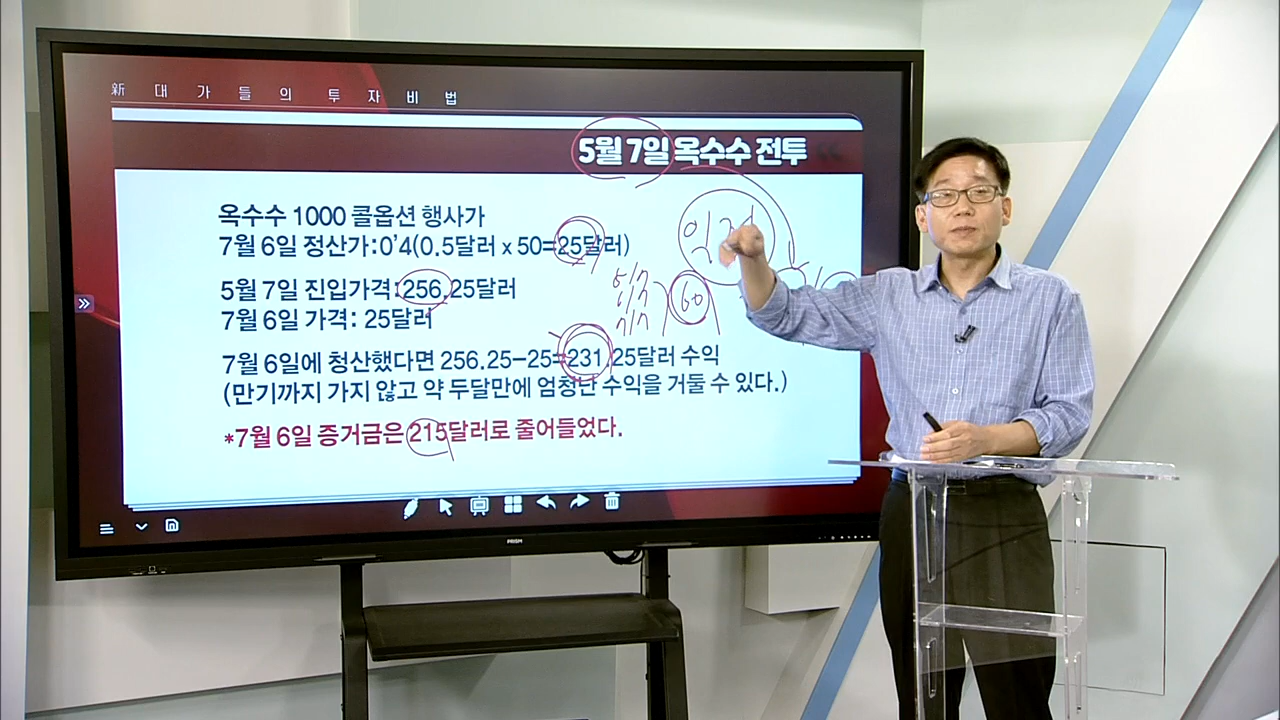 新 대가들의 투자비법
5월 7일 옥수수 전투
옥수수 1000 콜옵션 행사가
7월 6일 정산가:0'4(0.5달러 x 50=25달러)
5월 7일 진입가격:256.25달러
7월 6일 가격: 25달러
7월 6일에 청산했다면 256.25-25=231.25달러 수익
(만기까지 가지 않고 약 두달만에 엄청난 수익을 거둘 수 있다.)
*7월 6일 증거금은 215달러로 줄어들었다.
60
PRISM